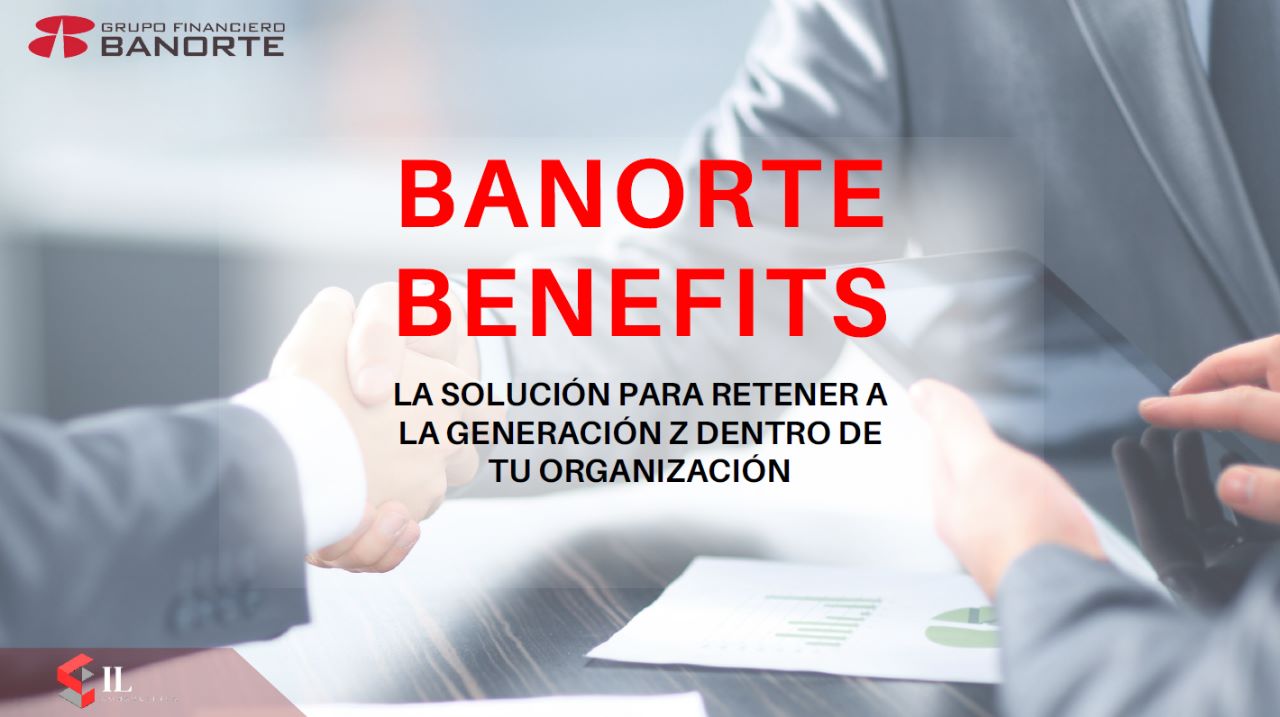 GRUPO FINANCIERO
BANORTE
BANORTE
BENEFITS
LA SOLUCIÓN PARA RETENER A
LA GENERACIÓN Z DENTRO DE
TU ORGANIZACIÓN
IL